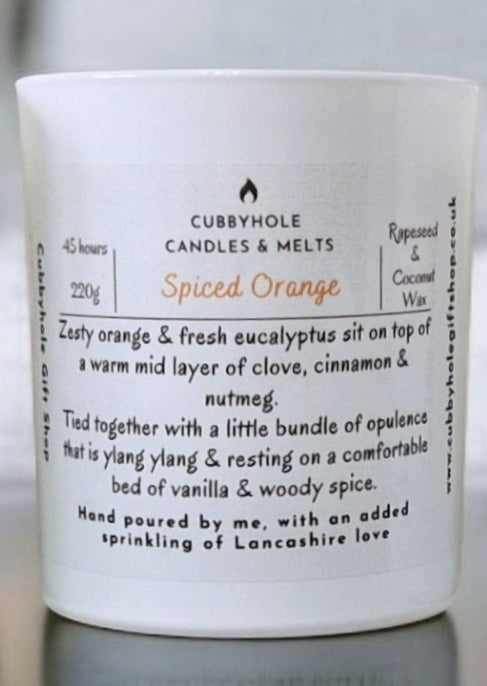 CUBBYHOLE
CANDLES & MELTS
45 hours
220g
Spiced Orange
Rapeseed
&
Coconut
Wax
Zesty orange & fresh eucalyptus sit on top of
a warm mid layer of clove, cinnamon &
nutmeg.
Tied together with a little bundle of opulence
that is ylang ylang & resting on a comfortable
bed of vanilla & woody spice.
Hand poured by me, with an added
sprinkling of Lancashire love
Cubbyhole Gift Shop
www.cubbyholegiftshop.co.uk